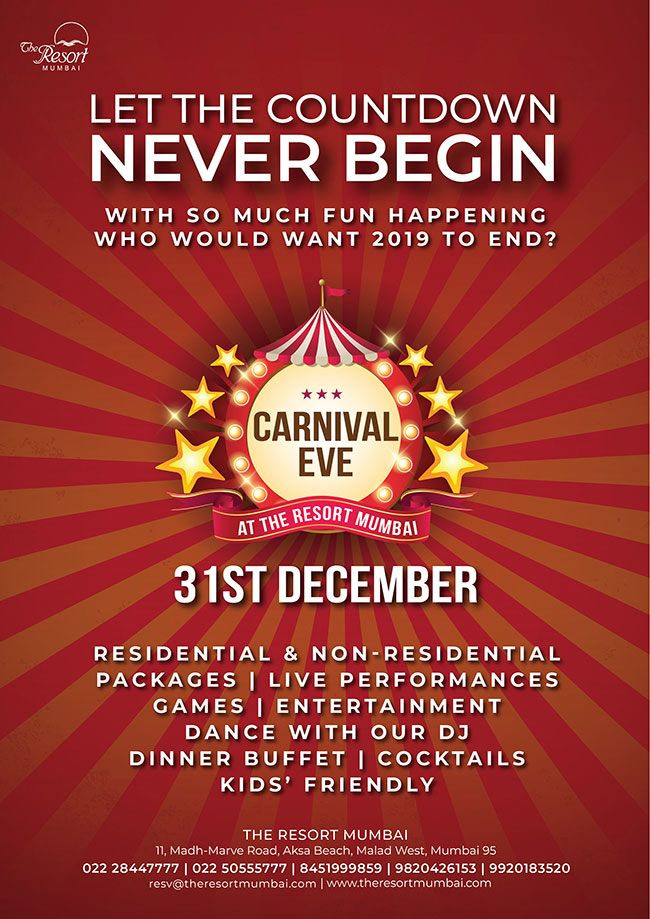 The Resort
MUMBAI
LET THE COUNTDOWN
NEVER BEGIN
WITH SO MUCH FUN HAPPENING
WHO WOULD WANT 2019 TO END?
CARNIVAL
EVE
AT THE RESORT MUMBAI
31ST DECEMBER
RESIDENTIAL & NON-RESIDENTIAL
PACKAGES | LIVE PERFORMANCES
GAMES | ENTERTAINMENT
DANCE WITH OUR DJ
DINNER BUFFET | COCKTAILS
KIDS' FRIENDLY
THE RESORT MUMBAI
11, Madh-Marve Road, Aksa Beach, Malad West, Mumbai 95
022 28447777 | 022 50555777 | 8451999859 | 9820426153 | 9920183520
resv@theresortmumbai.com | www.theresortmumbai.com